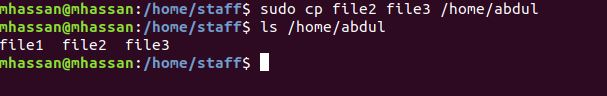 mhassan@mhassan:/home/staff$ sudo cp file2 file3 /home/abdul
mhassan@mhassan:/home/staff$ ls /home/abdul
file1  file2  file3
mhassan@mhassan:/home/staff$